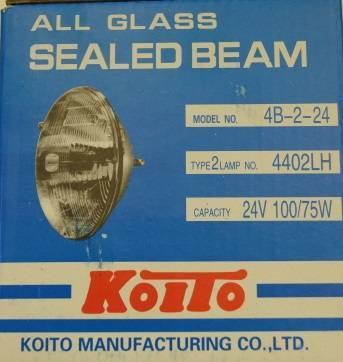 ALL GLASS
SEALED BEAM
MODEL NO. 4B-2-24
TYPE 2 LAMP NO. 4402LH
CAPACITY 24V 100/75W
KOITO
KOITO MANUFACTURING CO.,LTD.